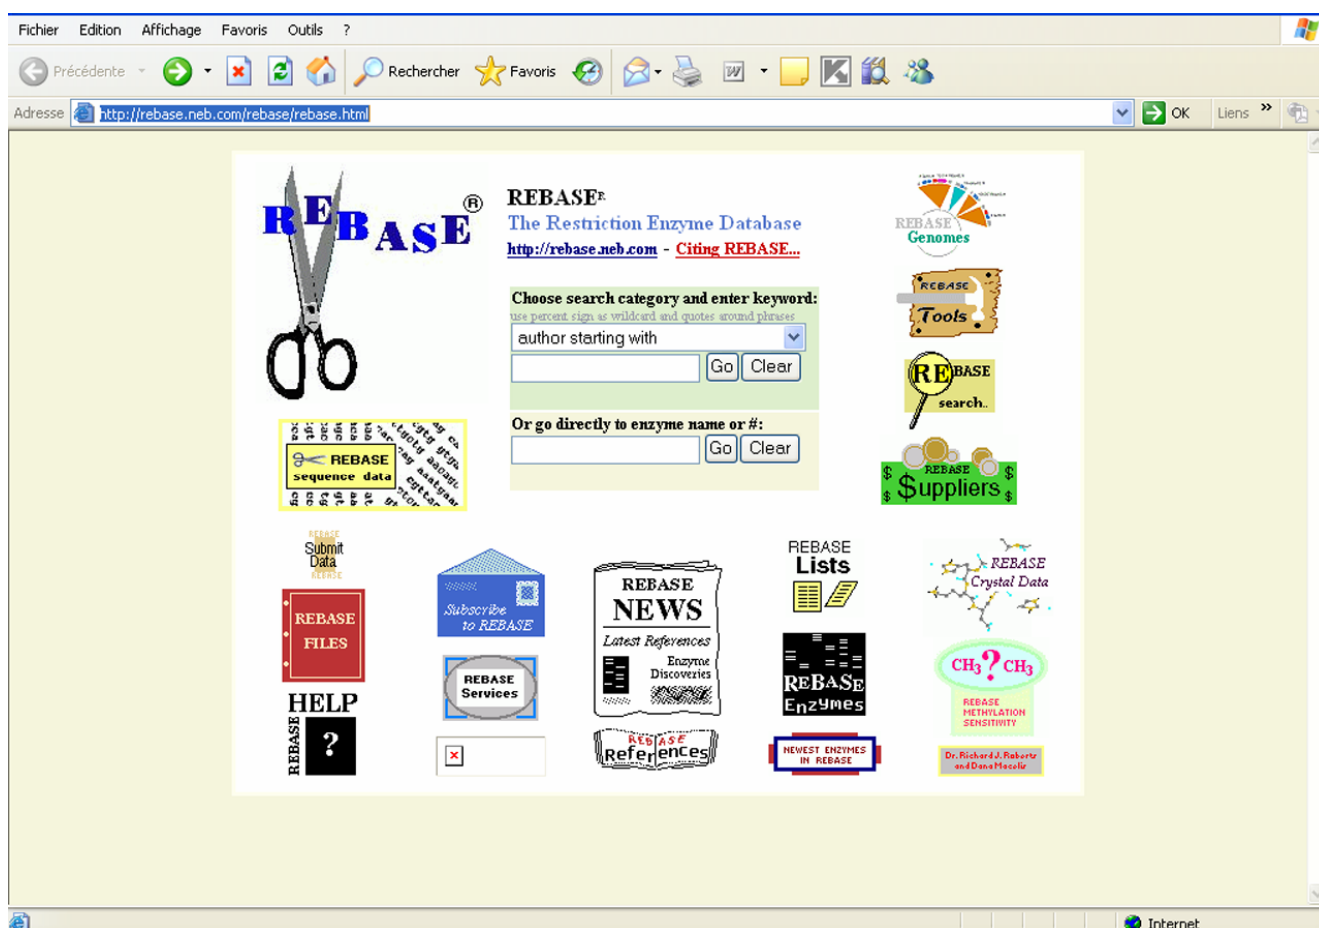 Fichier Edition Affichage Favoris Outils ?
Précédente Rechercher Favoris
Adresse http://rebase.neb.com/rebase/rebase.html OK Liens »
REBASE ®
REBASE
The Restriction Enzyme Database
http://rebase.neb.com - Citing REBASE...
Choose search category and enter keyword:
use percent sign as wildcard and quotes around phrases
author starting with
Go Clear
Or go directly to enzyme name or #:
Go Clear
REBASE
Genomes
REBASE
Tools
REBASE
search..
REBASE
$uppliers
REBASE
sequence data
REBASE
Submit
Data
REBASE
REBASE
FILES
HELP
REBASE
?
Subscribe
to REBASE
REBASE
Services
REBASE
NEWS
Latest References
Enzyme
Discoveries
REBASE
References
REBASE
Lists
REBASE
Enzymes
NEWEST ENZYMES
IN REBASE
REBASE
Crystal Data
CH3 ? CH3
REBASE
METHYLATION
SENSITIVITY
Dr. Richard J. Roberts
and Dana Macelis
Internet